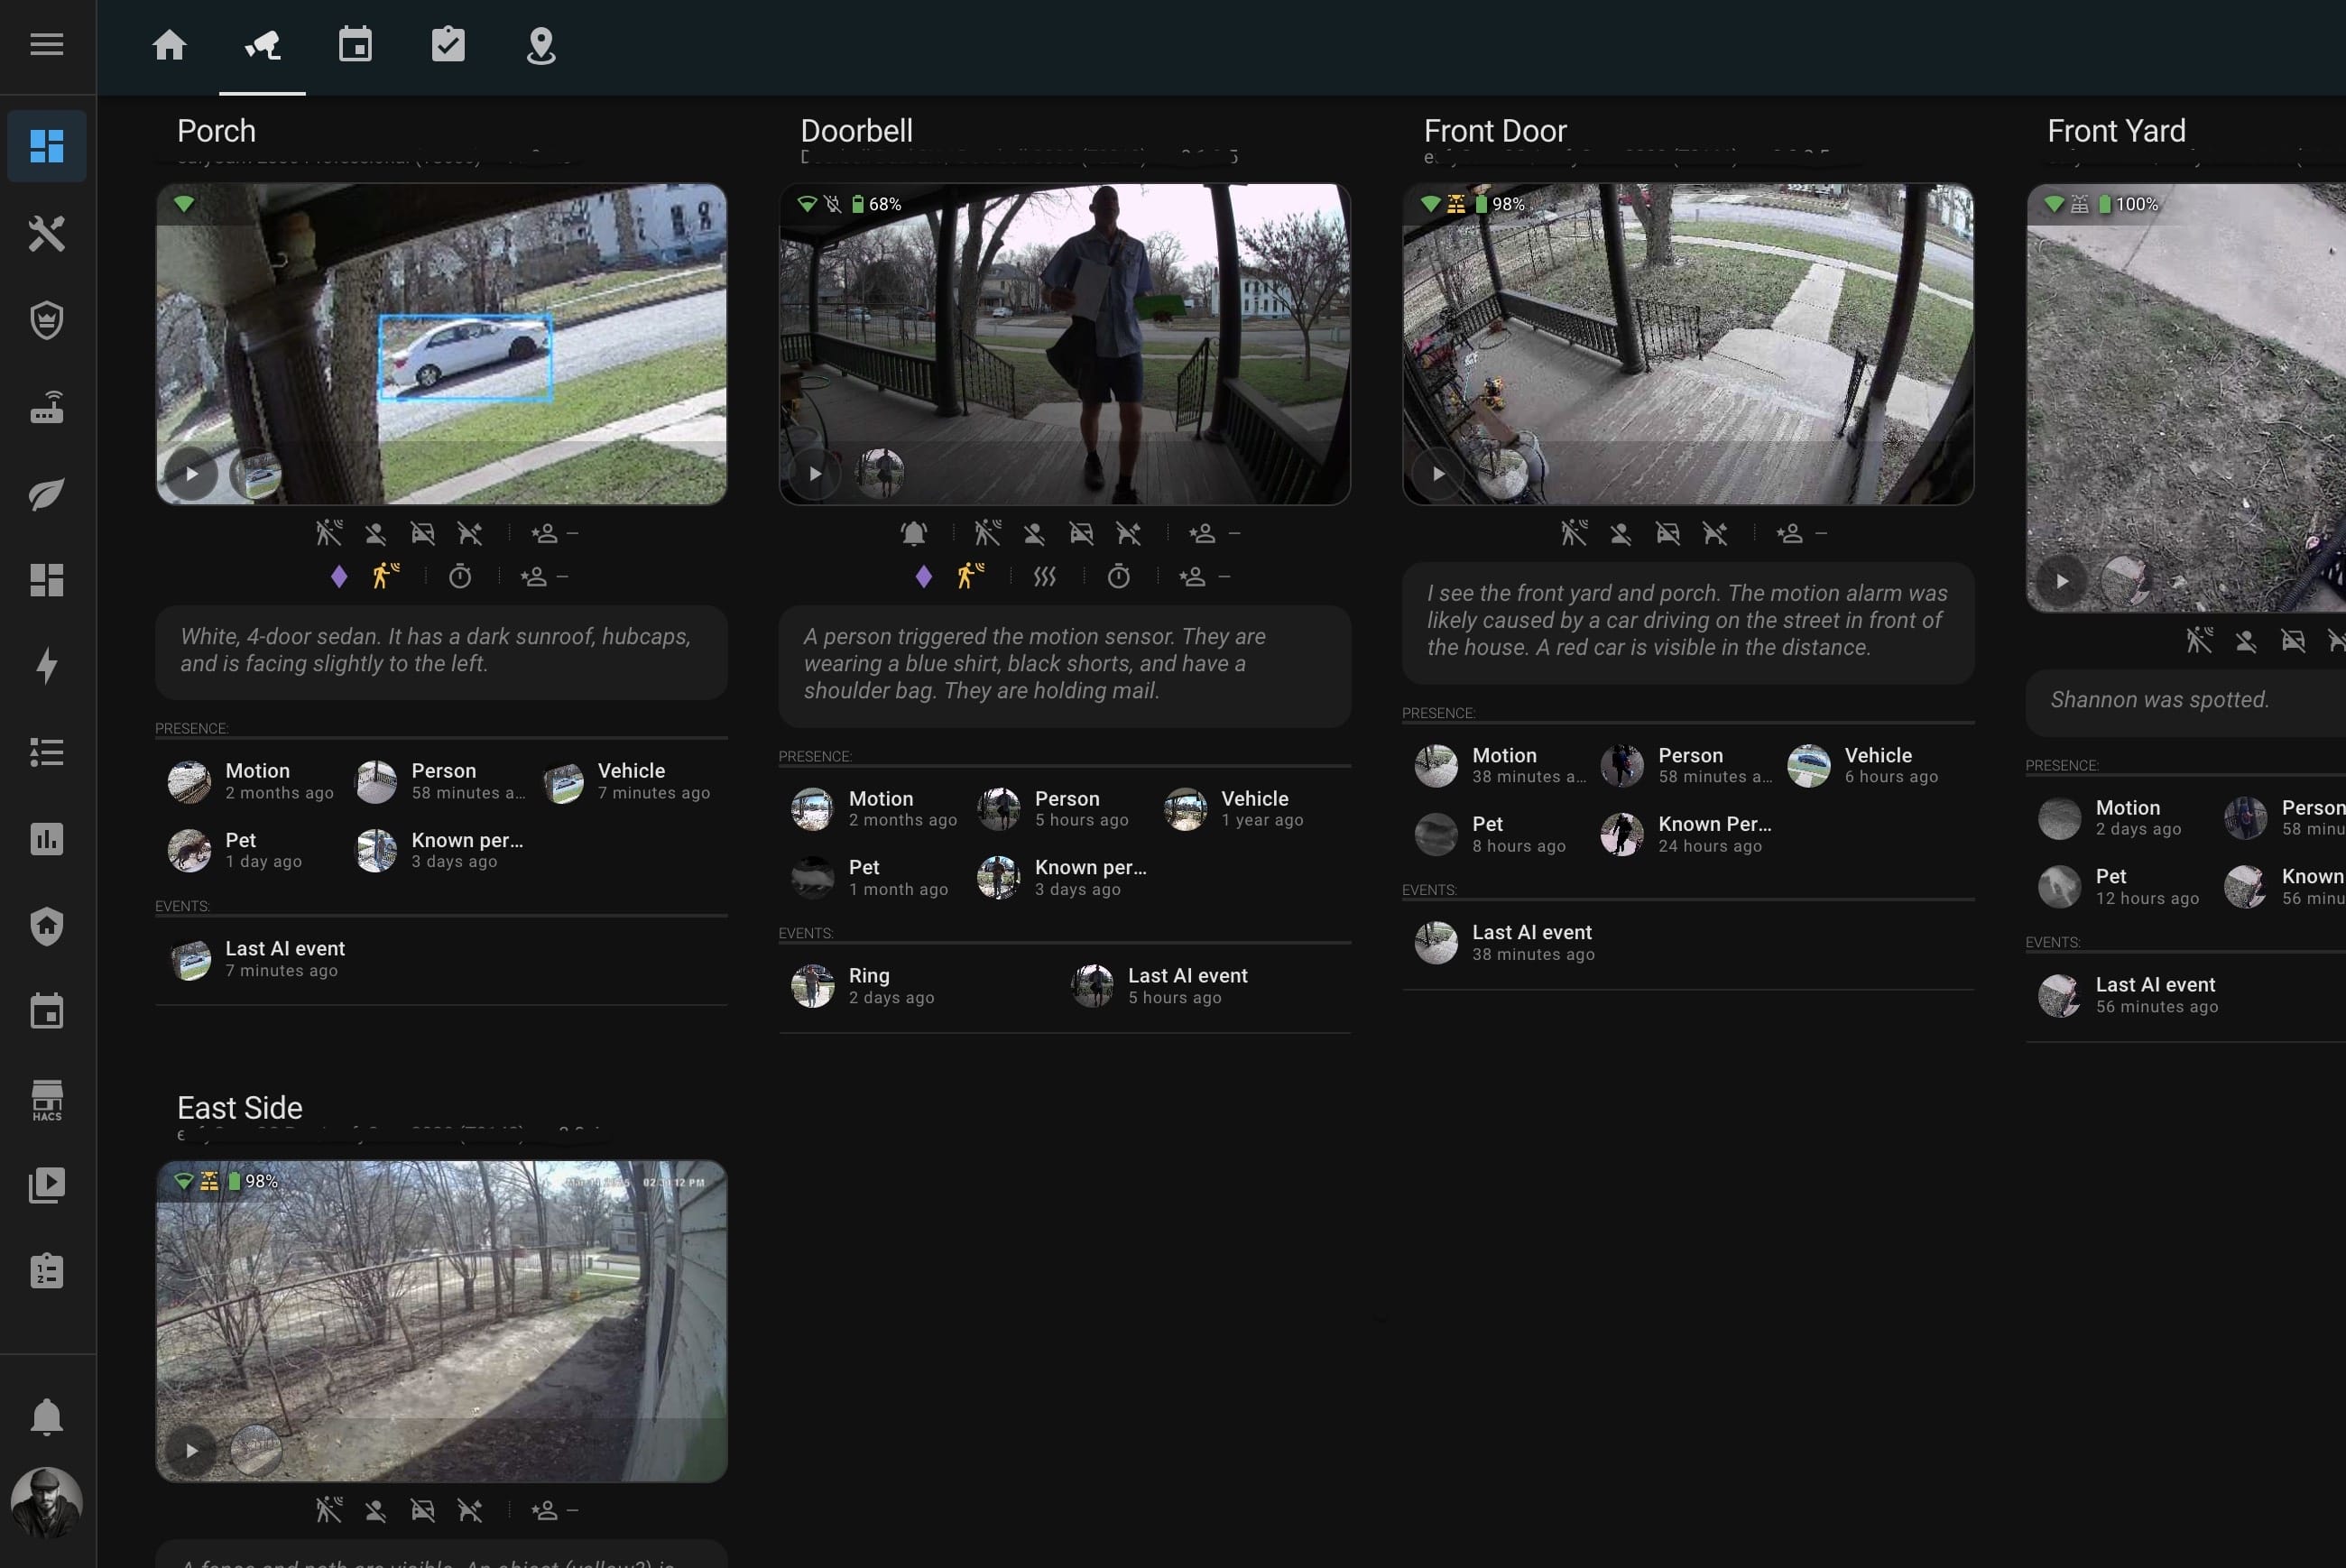 Porch
White, 4-door sedan. It has a dark sunroof, hubcaps,
and is facing slightly to the left.
PRESENCE:
Motion
2 months ago
Person
58 minutes a...
Vehicle
7 minutes ago
Pet
1 day ago
Known per...
3 days ago
EVENTS:
Last AI event
7 minutes ago
Doorbell
68%
A person triggered the motion sensor. They are
wearing a blue shirt, black shorts, and have a
shoulder bag. They are holding mail.
PRESENCE:
Motion
2 months ago
Person
5 hours ago
Vehicle
1 year ago
Pet
1 month ago
Known per...
3 days ago
EVENTS:
Ring
2 days ago
Last AI event
5 hours ago
Front Door
98%
I see the front yard and porch. The motion alarm was
likely caused by a car driving on the street in front of
the house. A red car is visible in the distance.
PRESENCE:
Motion
38 minutes a...
Person
58 minutes a...
Vehicle
6 hours ago
Pet
8 hours ago
Known Per...
24 hours ago
EVENTS:
Last AI event
38 minutes ago
Front Yard
100%
Shannon was spotted.
PRESENCE:
Motion
2 days ago
Person
58 minu
Pet
12 hours ago
Known
56 minu
EVENTS:
Last AI event
56 minutes ago
East Side
98%
PM
A fence and path are visible. An object (yellow?) is
HACS